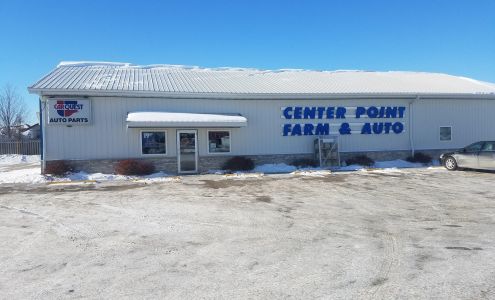 CARQUEST
AUTO PARTS
CENTER POINT
FARM & AUTO